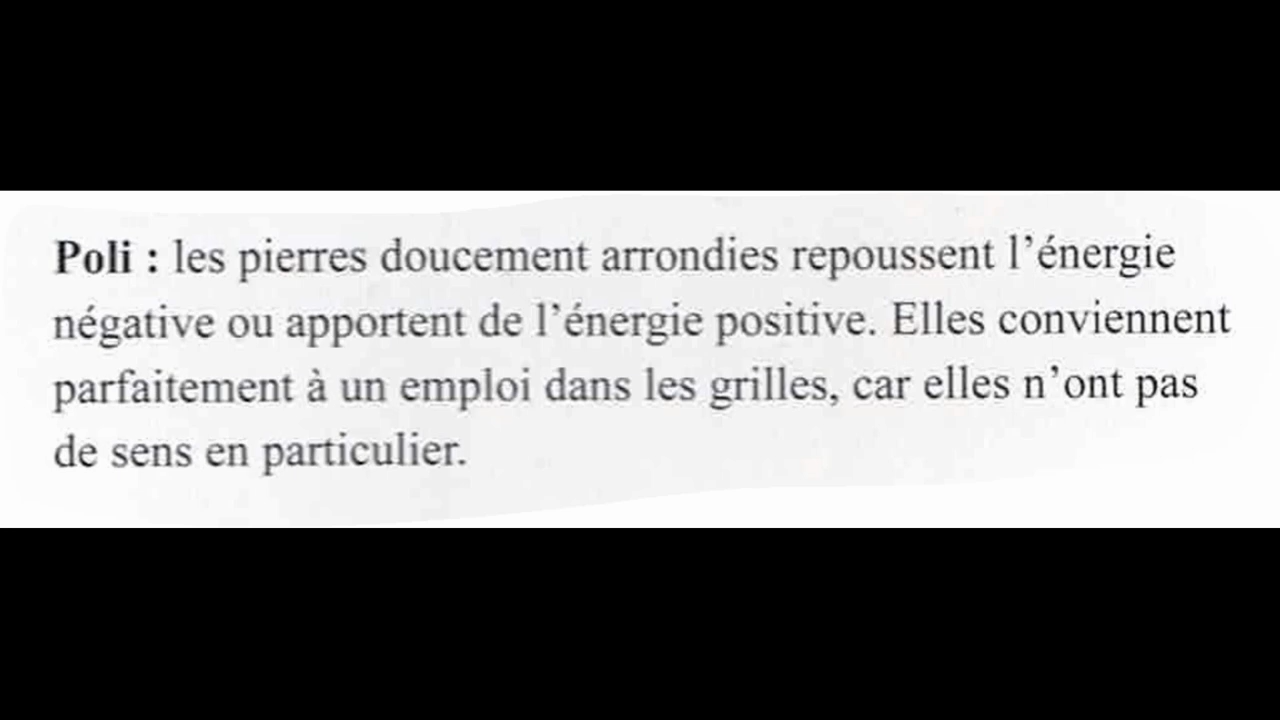 Poli : les pierres doucement arrondies repoussent l’énergie
négative ou apportent de l’énergie positive. Elles conviennent
parfaitement à un emploi dans les grilles, car elles n’ont pas
de sens en particulier.